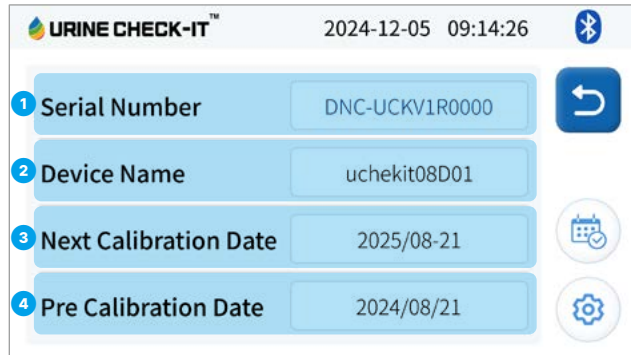 URINE CHECK-IT™ 2024-12-05 09:14:26
1 Serial Number DNC-UCKV1R0000
2 Device Name uchekit08D01
3 Next Calibration Date 2025/08-21
4 Pre Calibration Date 2024/08/21